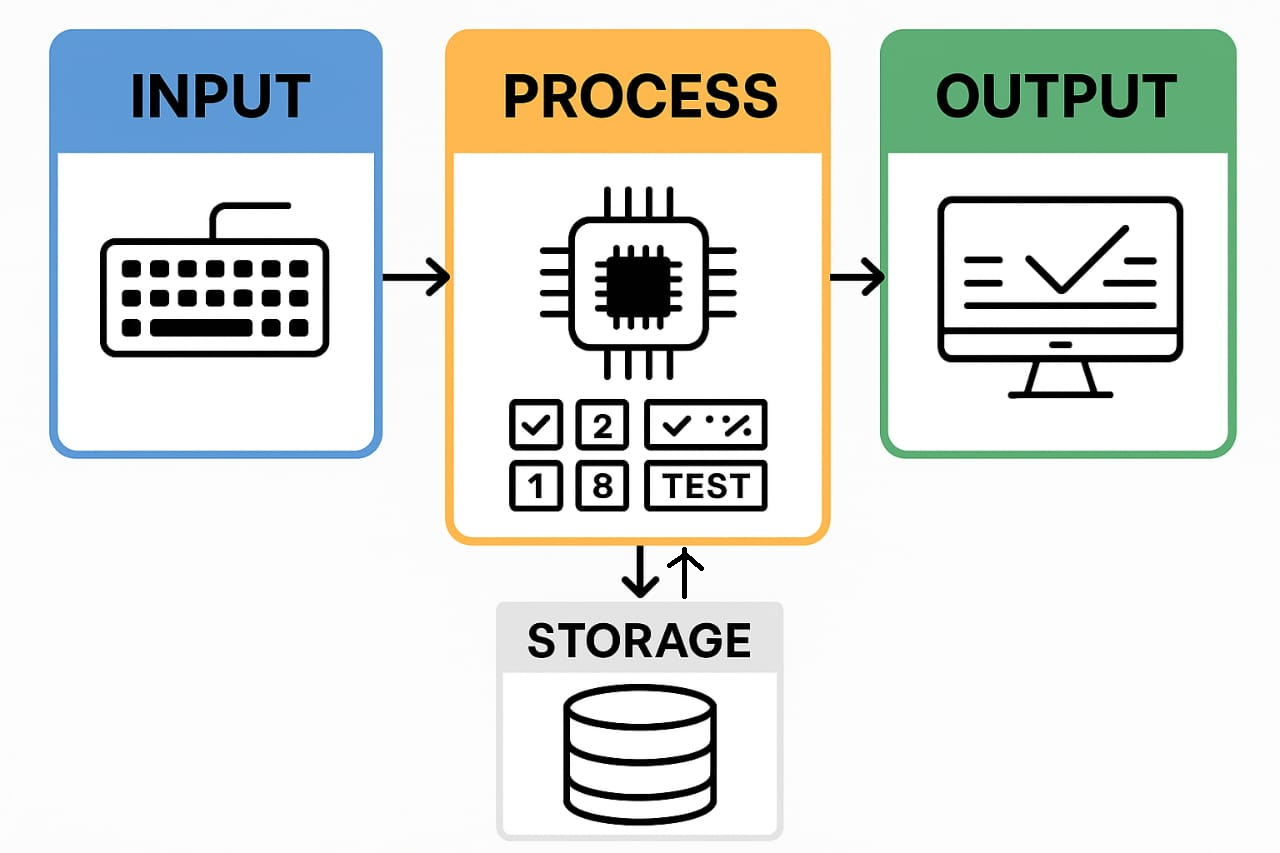 INPUT
PROCESS
OUTPUT
2
1 8 TEST
STORAGE